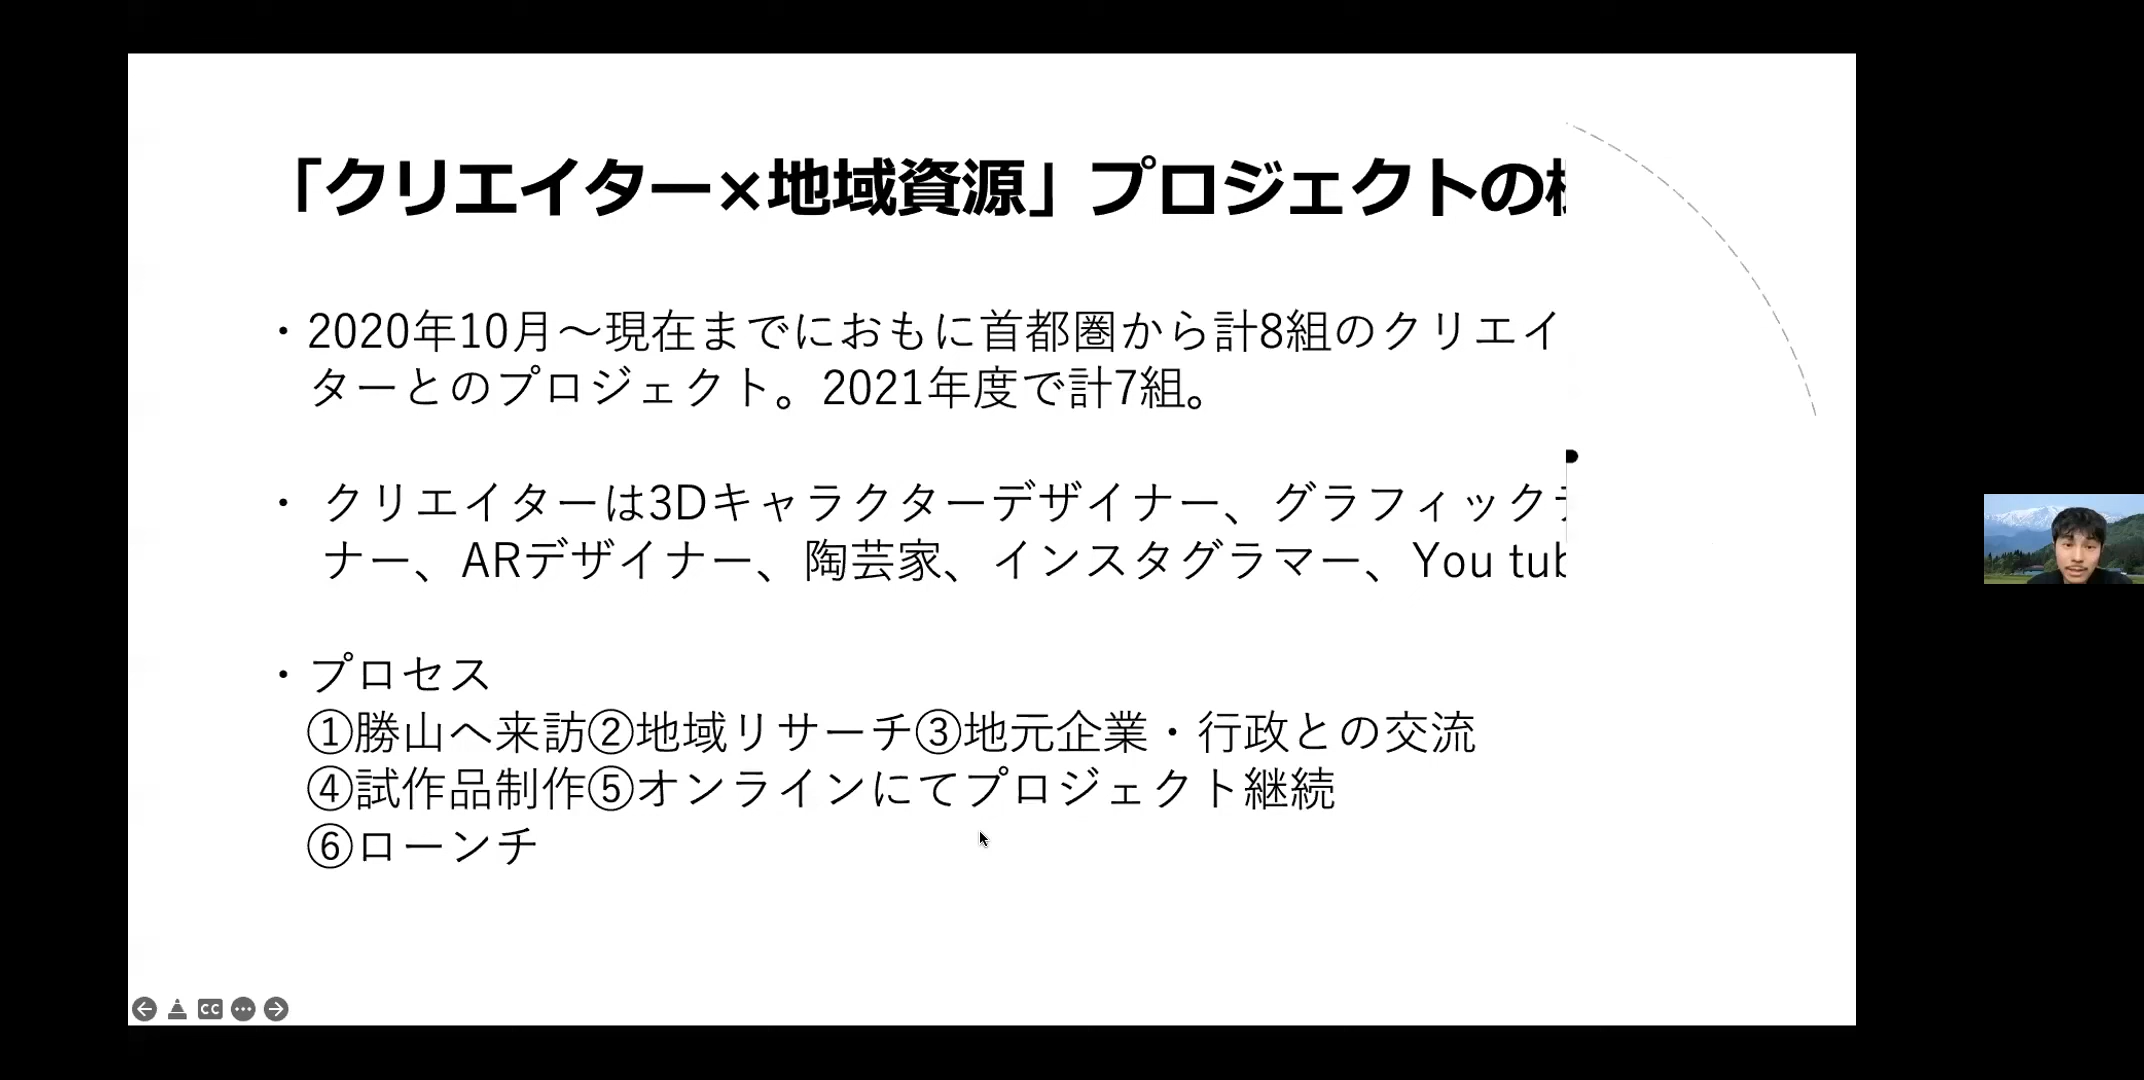 「クリエイター×地域資源」プロジェクトの
・2020年10月～現在までにおもに首都圏から計8組のクリエイ
ターとのプロジェクト。2021年度で計7組。
・ クリエイターは3Dキャラクターデザイナー、グラフィック
ナー、ARデザイナー、陶芸家、インスタグラマー、You tub
・プロセス
①勝山へ来訪②地域リサーチ③地元企業・行政との交流
④試作品制作⑤オンラインにてプロジェクト継続
⑥ローンチ
CC